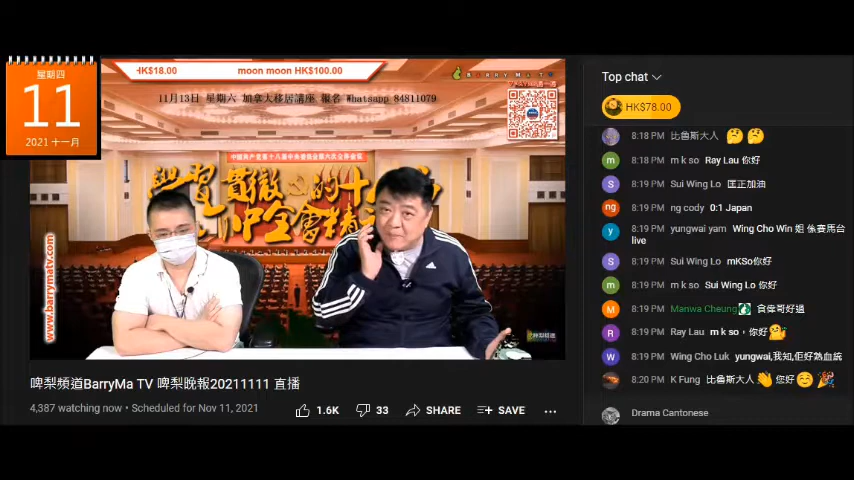 星期四
11
2021 十一月
HK$18.00
moon moon HK$100.00
11月13日 星期六 加拿大移居講座 報名 Whatsapp 84811079
www.barrymatv.com
啤梨頻道BarryMa TV 啤梨晚報20211111 直播
4,387 watching now • Scheduled for Nov 11, 2021
1.6K
33
SHARE
SAVE
Top chat
HK$78.00
8:18 PM 比魯斯大人 🤔 🤔
8:18 PM m k so Ray Lau 你好
8:18 PM Sui Wing Lo 匡正加油
8:19 PM ng cody 0:1 Japan
8:19 PM yungwai yam Wing Cho Win 姐 係賽馬台
live
8:19 PM Sui Wing Lo mKSo你好
8:19 PM m k so Sui Wing Lo 你好
8:19 PM Manwa Cheung 貪偉哥好過
8:19 PM Ray Lau m k so，你好
8:19 PM Wing Cho Luk yungwai,我知,佢好熱血統
8:20 PM K Fung 比魯斯大人👋 您好☺️ 🎉
Drama Cantonese